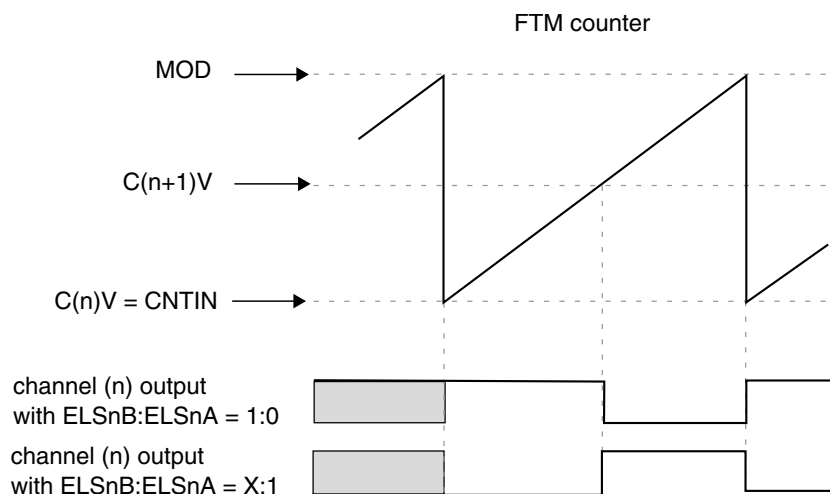 FTM counter
MOD
C(n+1)V
C(n)V = CNTIN
channel (n) output
with ELSnB:ELSnA = 1:0
channel (n) output
with ELSnB:ELSnA = X:1